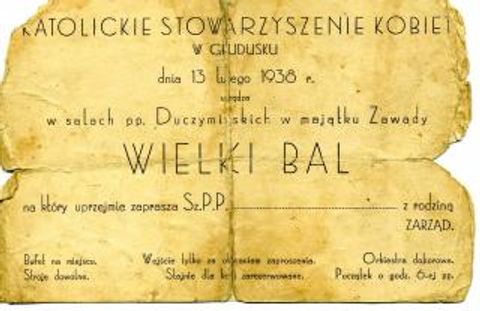 KATOLICKIE STOWARZYSZENIE KOBIET
W GŁUDUSKU
dnia 13 lutego 1938 r.
urządza
w salach pp. Duczymińskich w majątku Zawady
WIELKI BAL
na który uprzejmie zaprasza Sz.P.P. z rodziną
ZARZĄD.
Bufet na miejscu. Wejście tylko za okazaniem zaproszenia. Orkiestra doborowa.
Stroje dowolne. Stajnie dla koni zarezerwowane. Początek o godz. 6-ej pp.